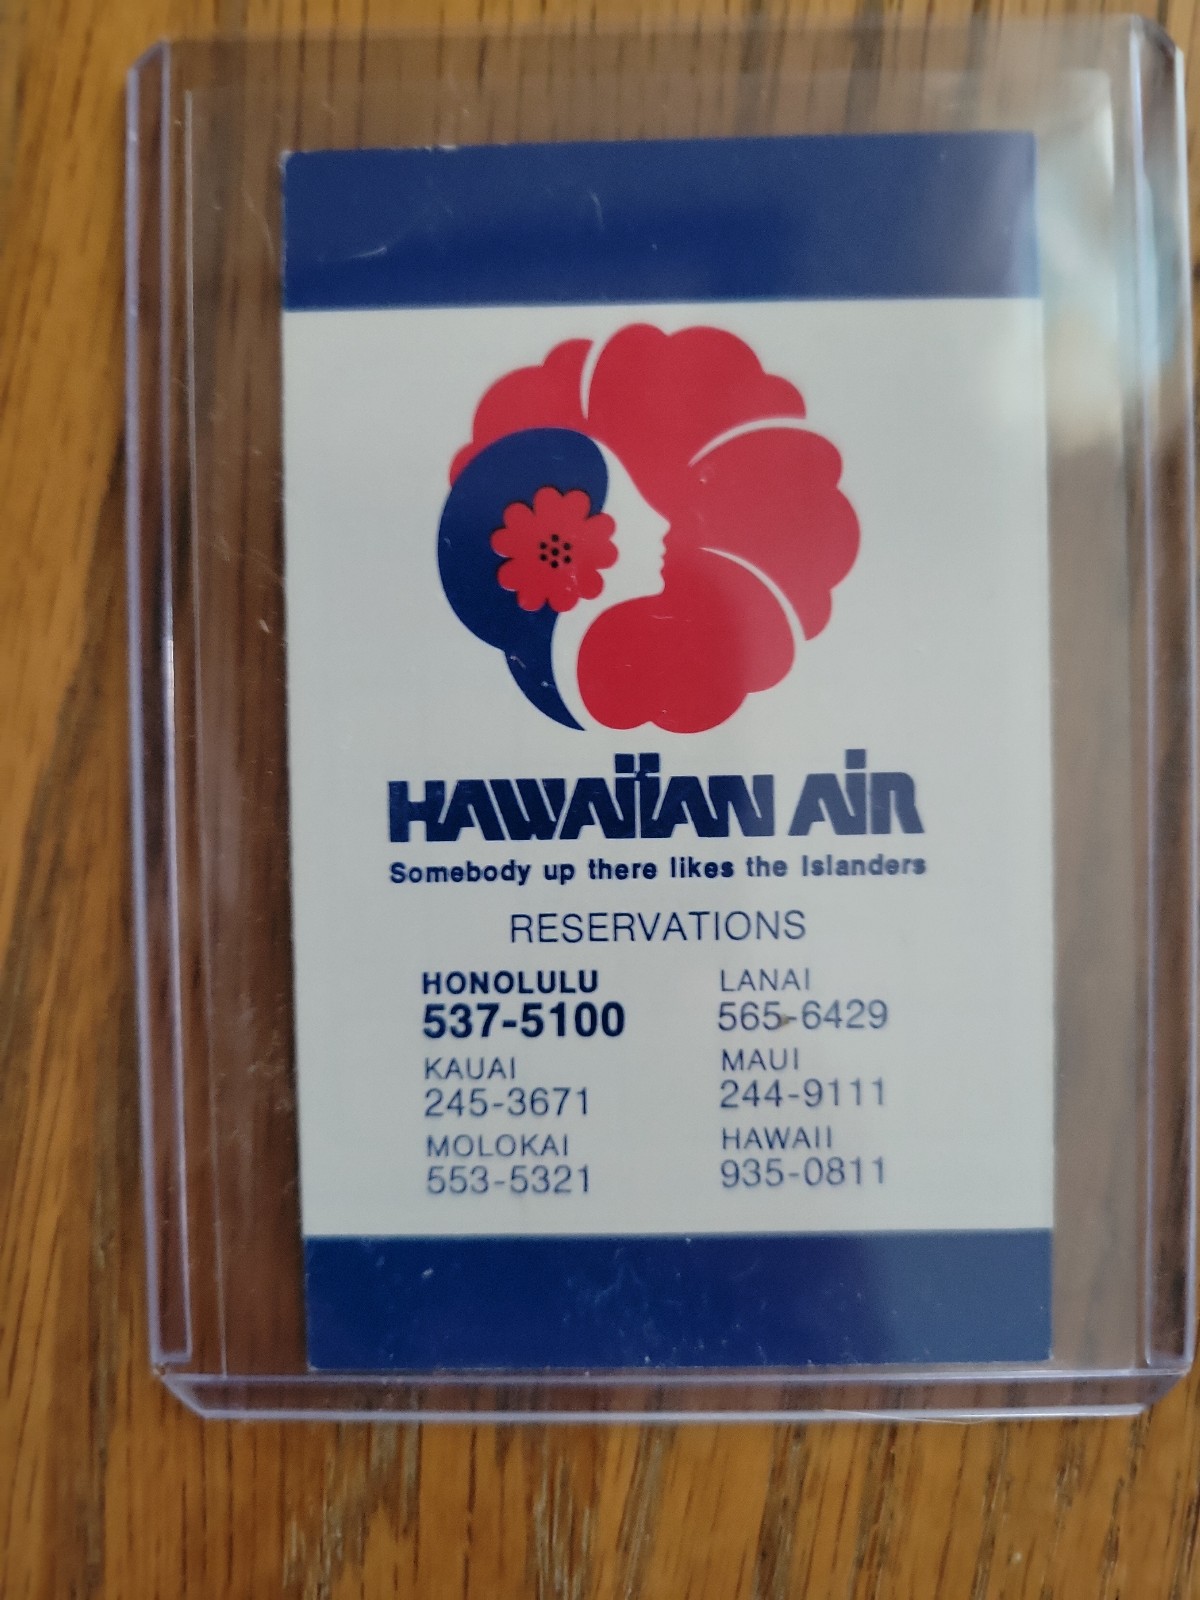 HAWAIIAN AIR
Somebody up there likes the Islanders
RESERVATIONS
HONOLULU
537-5100
KAUAI
245-3671
MOLOKAI
553-5321
LANAI
565-6429
MAUI
244-9111
HAWAII
935-0811